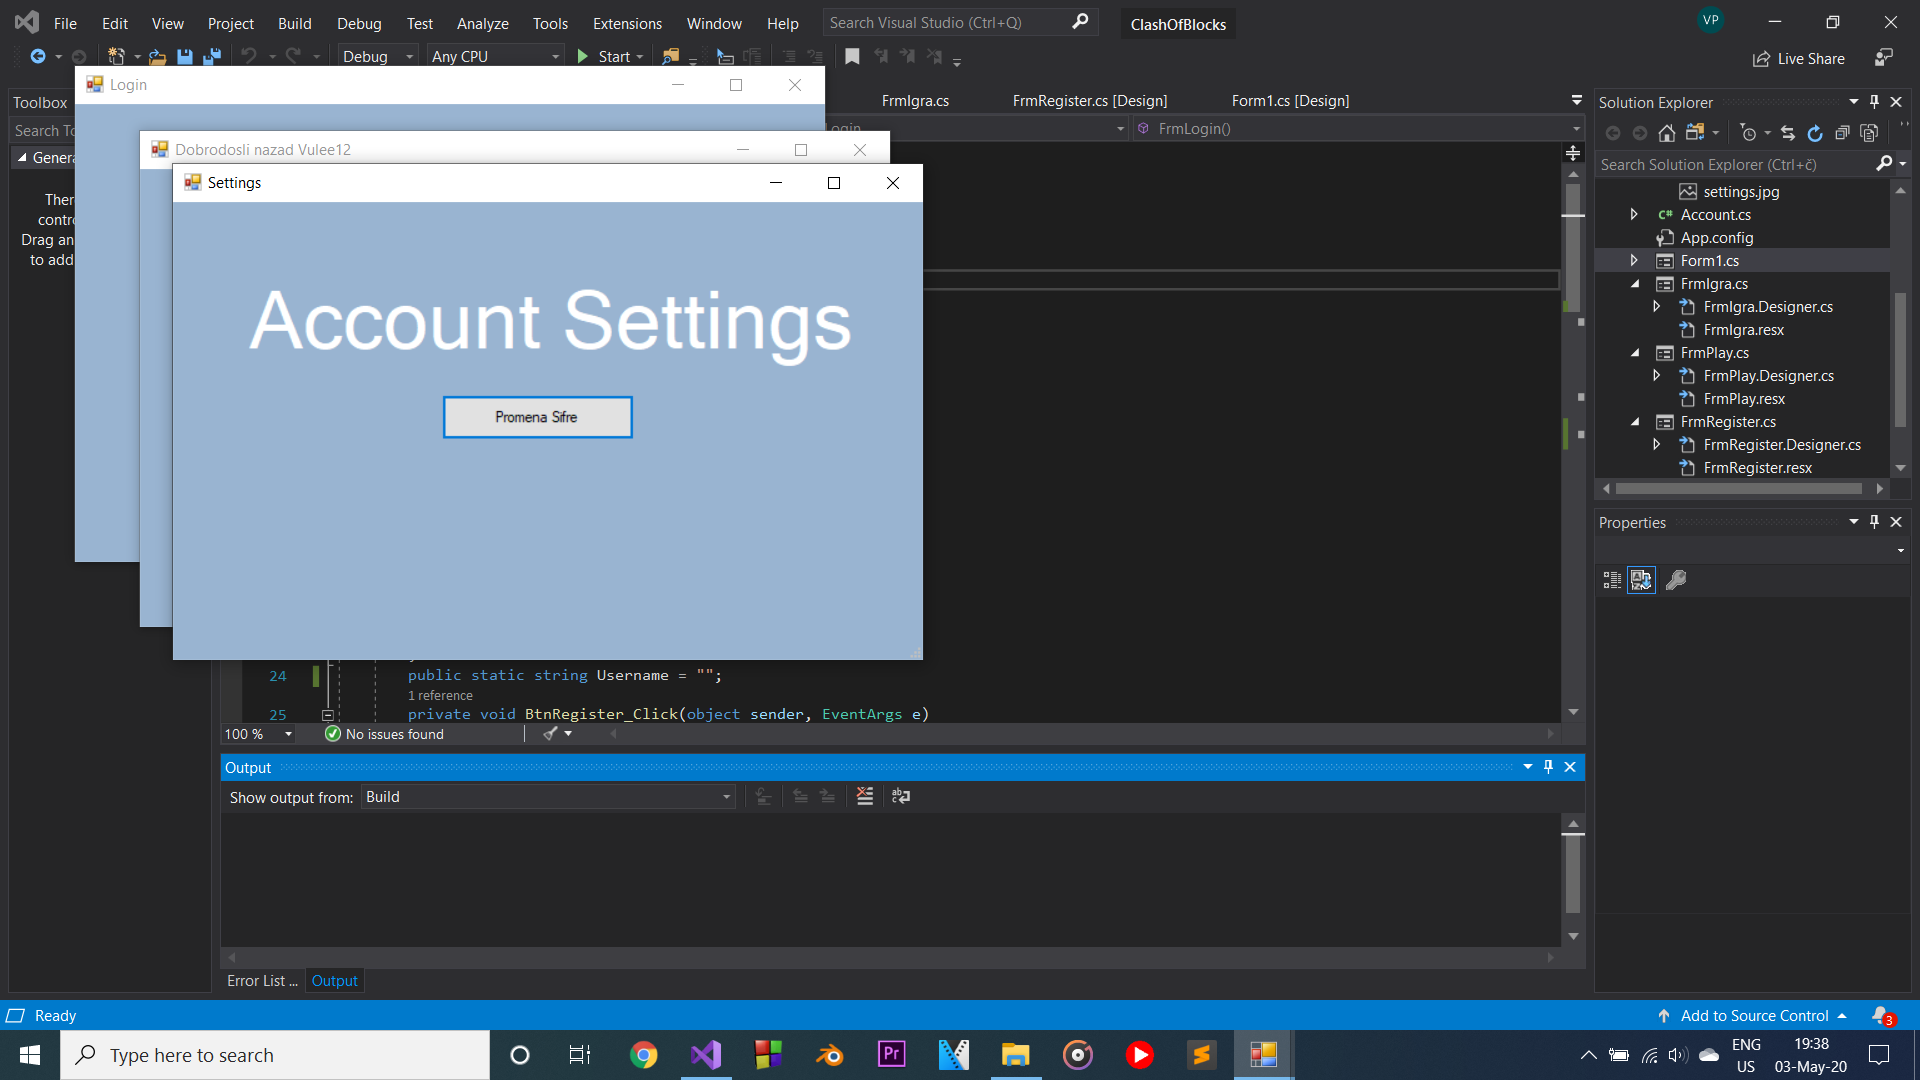 File Edit View Project Build Debug Test Analyze Tools Extensions Window Help Search Visual Studio (Ctrl+Q) ClashOfBlocks VP
Debug Any CPU Start Live Share
Login
Toolbox
Search To
Genera
Ther
contro
Drag an
to add
Dobrodosli nazad Vulee12
Settings
Account Settings
Promena Sifre
FrmIgra.cs FrmRegister.cs [Design] Form1.cs [Design]
FrmLogin()
24 public static string Username = "";
1 reference
25 private void BtnRegister_Click(object sender, EventArgs e)
100 % No issues found
Output
Show output from: Build
Error List ... Output
Solution Explorer
Search Solution Explorer (Ctrl+č)
settings.jpg
C# Account.cs
App.config
Form1.cs
FrmIgra.cs
FrmIgra.Designer.cs
FrmIgra.resx
FrmPlay.cs
FrmPlay.Designer.cs
FrmPlay.resx
FrmRegister.cs
FrmRegister.Designer.cs
FrmRegister.resx
Properties
Ready Add to Source Control 3
Type here to search
Pr
ENG
US
19:38
03-May-20